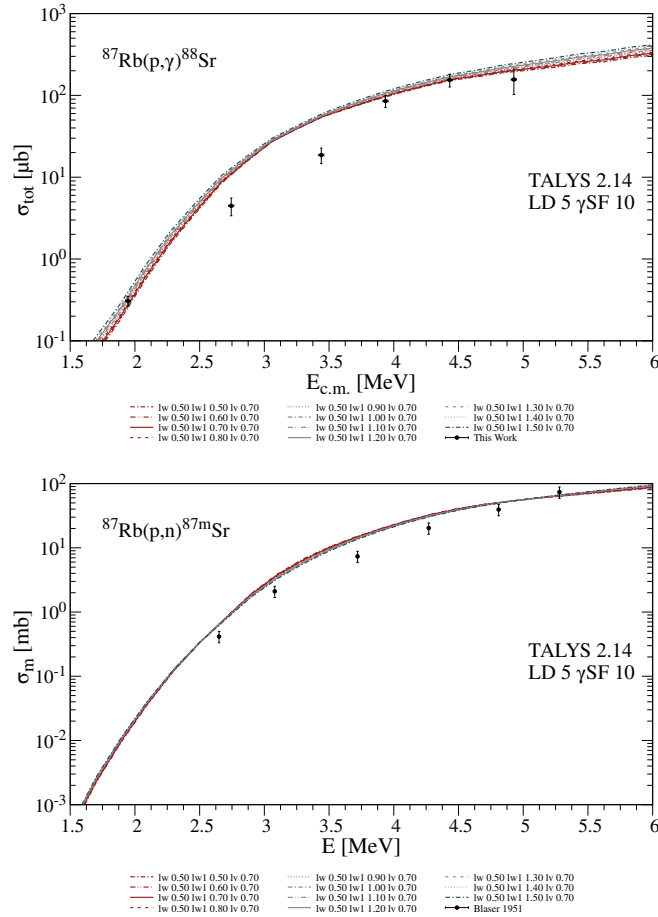 ⁸⁷Rb(p,γ)⁸⁸Sr
σtot [μb]
10³
10²
10¹
10⁰
10⁻¹
TALYS 2.14
LD 5 γSF 10
1.5 2 2.5 3 3.5 4 4.5 5 5.5 6
Ec.m. [MeV]
lw 0.50 lw1 0.50 lv 0.70 lw 0.50 lw1 0.90 lv 0.70 lw 0.50 lw1 1.30 lv 0.70
lw 0.50 lw1 0.60 lv 0.70 lw 0.50 lw1 1.00 lv 0.70 lw 0.50 lw1 1.40 lv 0.70
lw 0.50 lw1 0.70 lv 0.70 lw 0.50 lw1 1.10 lv 0.70 lw 0.50 lw1 1.50 lv 0.70
lw 0.50 lw1 0.80 lv 0.70 lw 0.50 lw1 1.20 lv 0.70 This Work
⁸⁷Rb(p,n)⁸⁷ᵐSr
σm [mb]
10²
10¹
10⁰
10⁻¹
10⁻²
10⁻³
TALYS 2.14
LD 5 γSF 10
1.5 2 2.5 3 3.5 4 4.5 5 5.5 6
E [MeV]
lw 0.50 lw1 0.50 lv 0.70 lw 0.50 lw1 0.90 lv 0.70 lw 0.50 lw1 1.30 lv 0.70
lw 0.50 lw1 0.60 lv 0.70 lw 0.50 lw1 1.00 lv 0.70 lw 0.50 lw1 1.40 lv 0.70
lw 0.50 lw1 0.70 lv 0.70 lw 0.50 lw1 1.10 lv 0.70 lw 0.50 lw1 1.50 lv 0.70
lw 0.50 lw1 0.80 lv 0.70 lw 0.50 lw1 1.20 lv 0.70 Blaser 1951